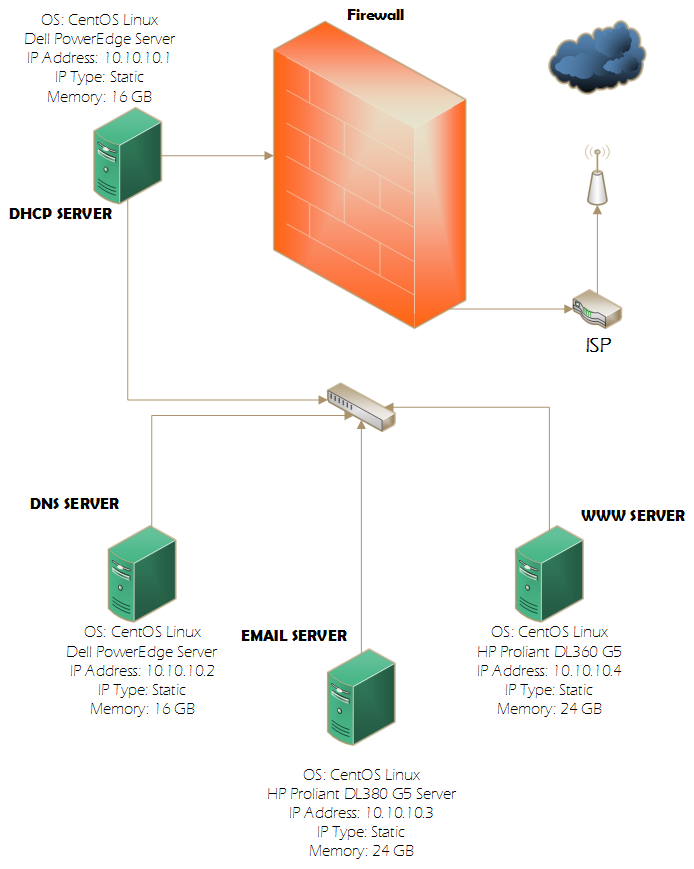 OS: CentOS Linux
Dell PowerEdge Server
IP Address: 10.10.10.1
IP Type: Static
Memory: 16 GB
DHCP SERVER
Firewall
ISP
DNS SERVER
OS: CentOS Linux
Dell PowerEdge Server
IP Address: 10.10.10.2
IP Type: Static
Memory: 16 GB
EMAIL SERVER
OS: CentOS Linux
HP Proliant DL380 G5 Server
IP Address: 10.10.10.3
IP Type: Static
Memory: 24 GB
WWW SERVER
OS: CentOS Linux
HP Proliant DL360 G5
IP Address: 10.10.10.4
IP Type: Static
Memory: 24 GB